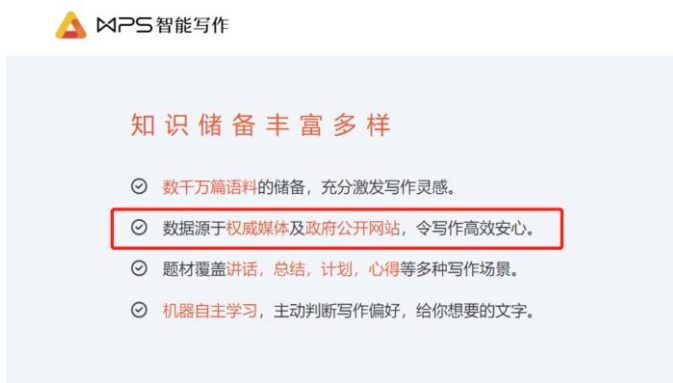 WPS智能写作
知识储备丰富多样
数千万篇语料的储备，充分激发写作灵感。
数据源于权威媒体及政府公开网站，令写作高效安心。
题材覆盖讲话，总结，计划，心得等多种写作场景。
机器自主学习，主动判断写作偏好，给你想要的文字。